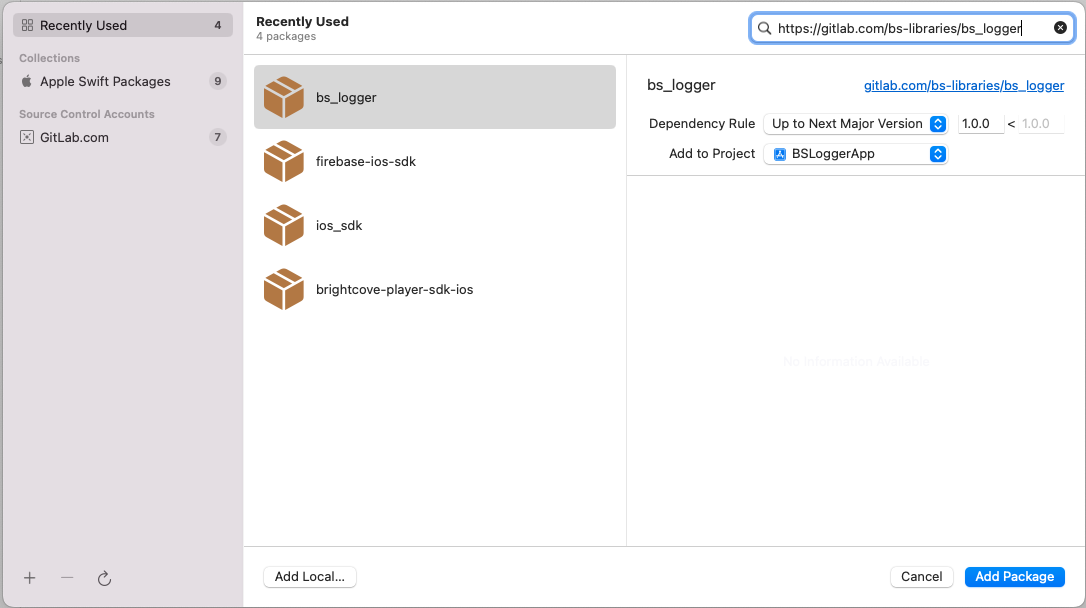 Recently Used 4
Collections
Apple Swift Packages 9
Source Control Accounts
GitLab.com 7
Recently Used
4 packages
https://gitlab.com/bs-libraries/bs_logger
bs_logger
firebase-ios-sdk
ios_sdk
brightcove-player-sdk-ios
bs_logger gitlab.com/bs-libraries/bs_logger
Dependency Rule Up to Next Major Version 1.0.0 < 1.0.0
Add to Project BSLoggerApp
No Information Available
Add Local...
Cancel Add Package